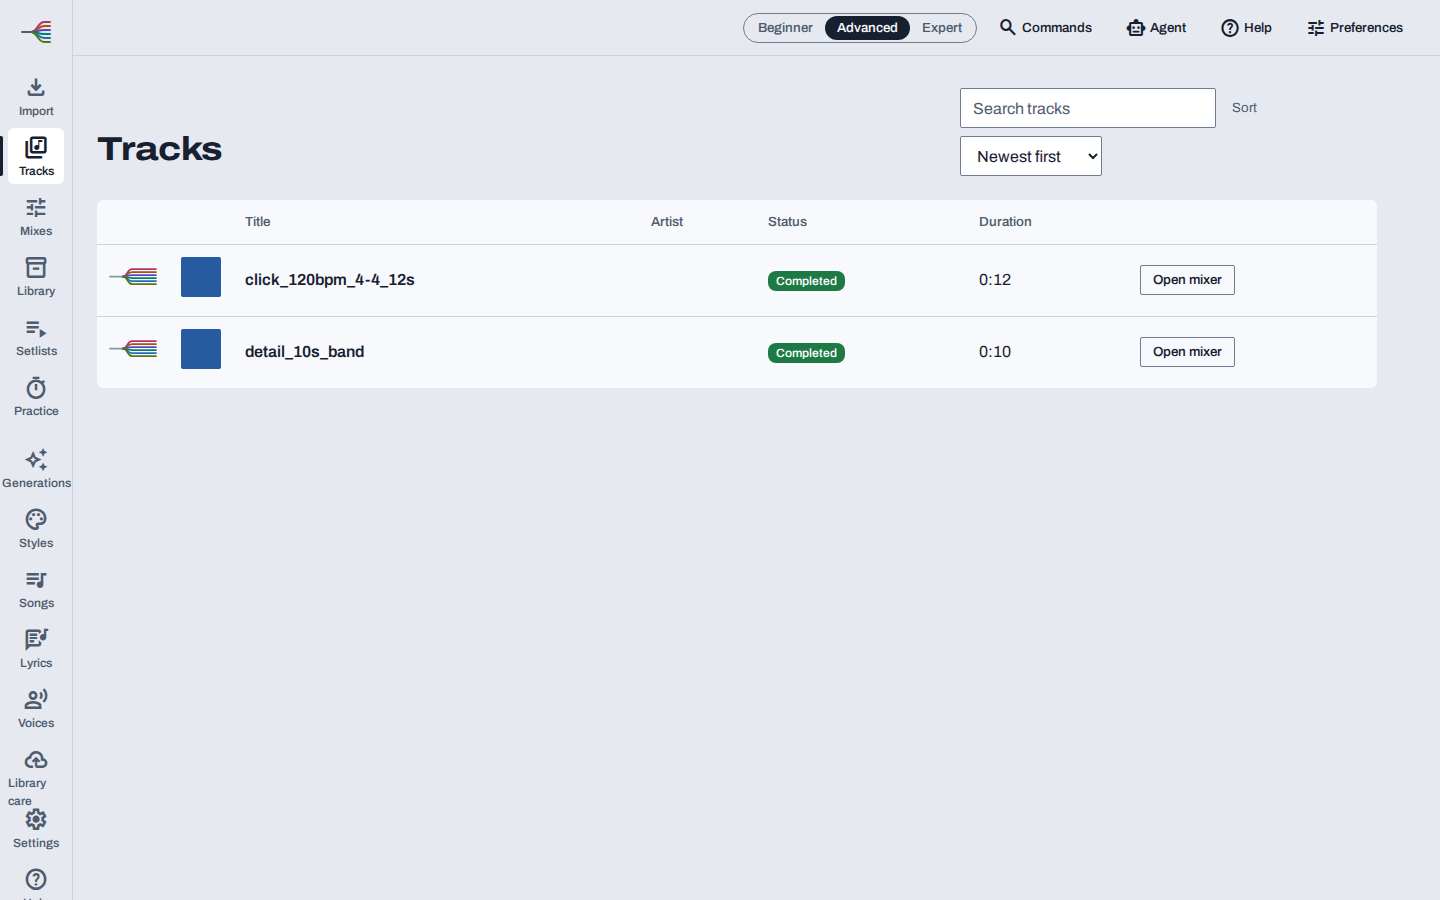 Beginner Advanced Expert Commands Agent Help Preferences
Import
Tracks
Mixes
Library
Setlists
Practice
Generations
Styles
Songs
Lyrics
Voices
Library
care
Settings
Tracks
Search tracks
Sort
Newest first
Title Artist Status Duration
click_120bpm_4-4_12s Completed 0:12 Open mixer
detail_10s_band Completed 0:10 Open mixer